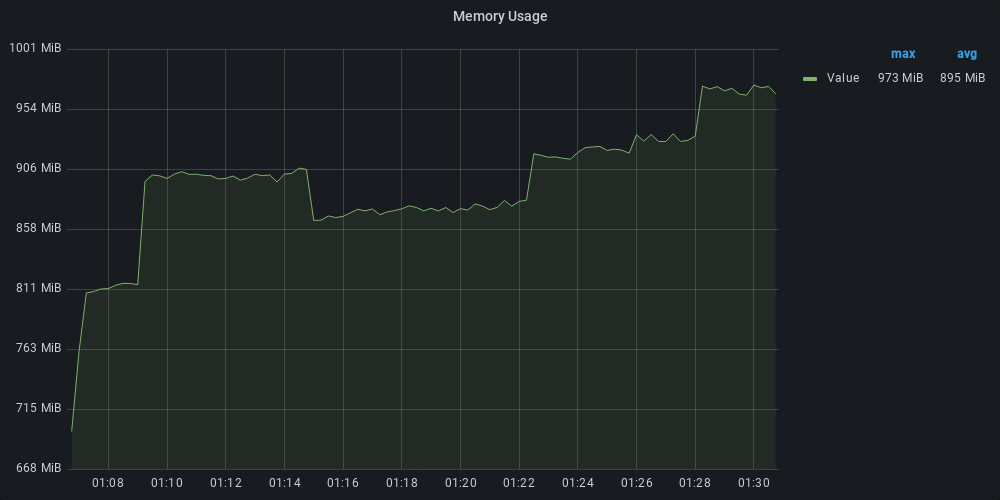 Memory Usage
1001 MiB
954 MiB
906 MiB
858 MiB
811 MiB
763 MiB
715 MiB
668 MiB
01:08 01:10 01:12 01:14 01:16 01:18 01:20 01:22 01:24 01:26 01:28 01:30
max avg
Value 973 MiB 895 MiB